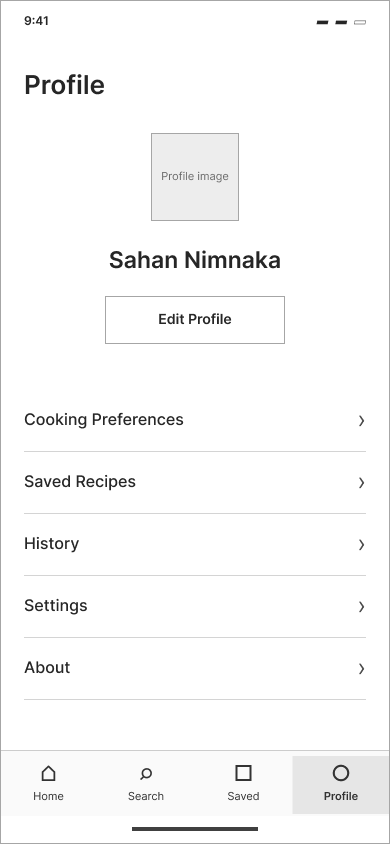 9:41
Profile
Profile image
Sahan Nimnaka
Edit Profile
Cooking Preferences
Saved Recipes
History
Settings
About
Home Search Saved Profile